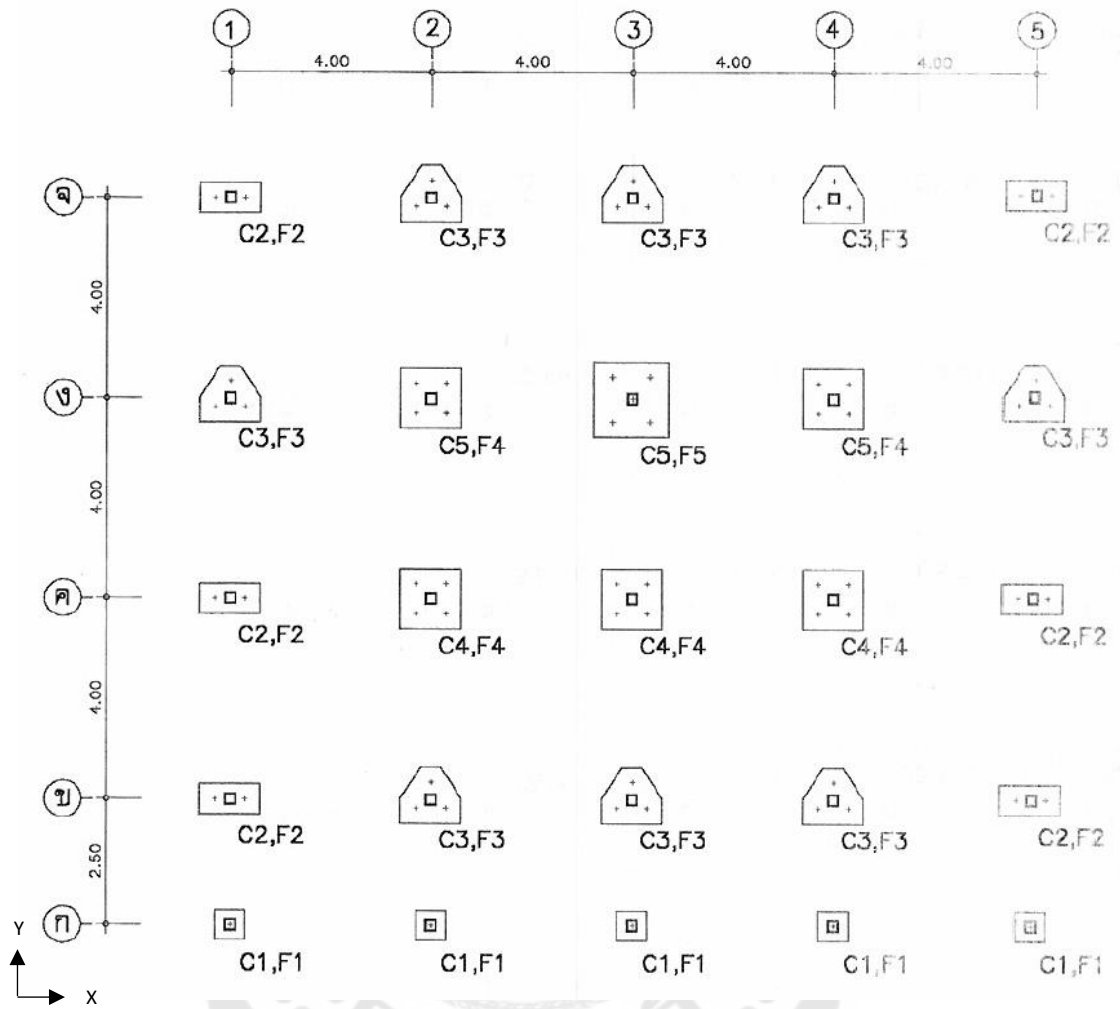 1 2 3 4 5
4.00 4.00 4.00 4.00
จ
C2,F2 C3,F3 C3,F3 C3,F3 C2,F2
4.00
ง
C3,F3 C5,F4 C5,F5 C5,F4 C3,F3
4.00
ค
C2,F2 C4,F4 C4,F4 C4,F4 C2,F2
4.00
ข
C2,F2 C3,F3 C3,F3 C3,F3 C2,F2
2.50
ก
C1,F1 C1,F1 C1,F1 C1,F1 C1,F1
Y
X